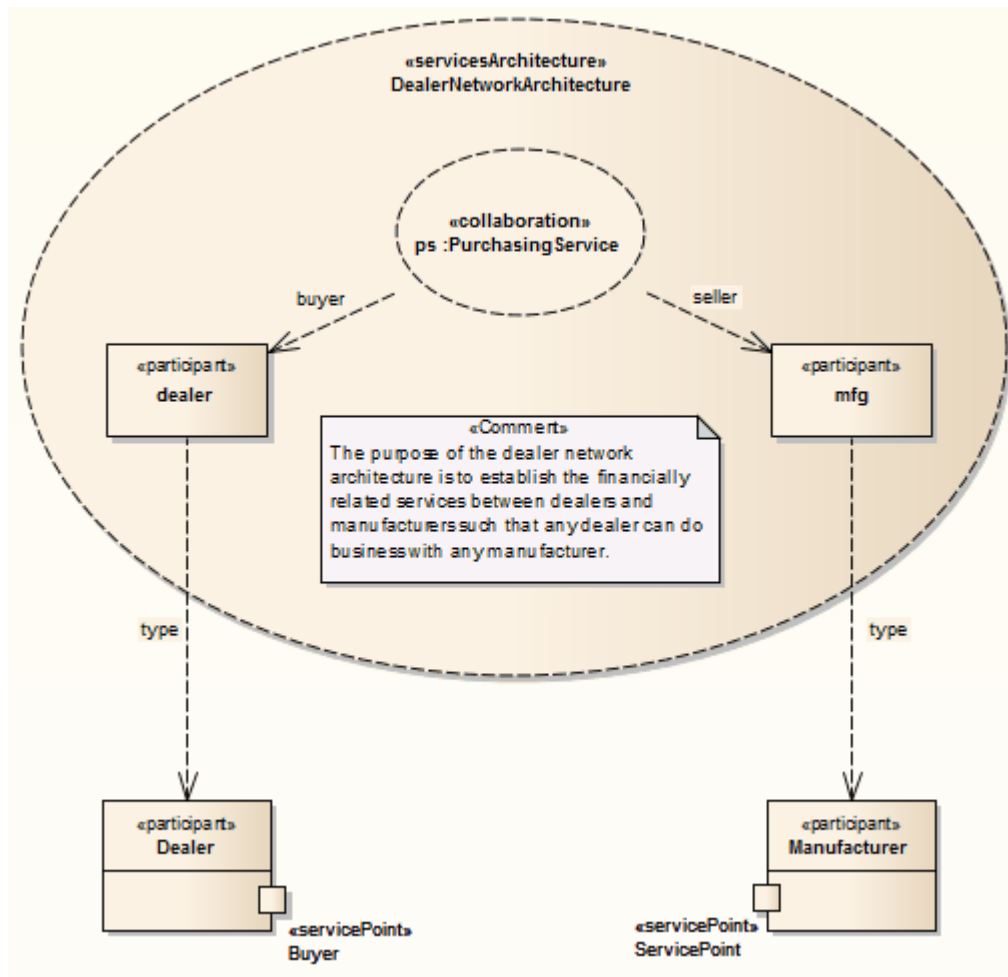 «servicesArchitecture»
DealerNetworkArchitecture
«collaboration»
ps :PurchasingService
buyer
seller
«participant»
dealer
«participant»
mfg
«Comment»
The purpose of the dealer network
architecture is to establish the financially
related services between dealers and
manufacturers such that any dealer can do
business with any manufacturer.
type
type
«participant»
Dealer
«participant»
Manufacturer
«servicePoint»
Buyer
«servicePoint»
ServicePoint